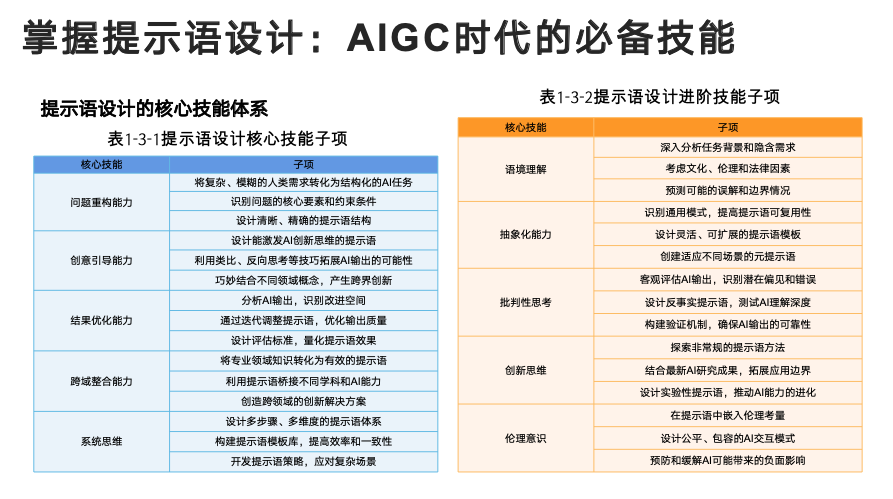 掌握提示语设计：AIGC时代的必备技能
提示语设计的核心技能体系
表1-3-1提示语设计核心技能子项
核心技能 子项
问题重构能力
将复杂、模糊的人类需求转化为结构化的AI任务
识别问题的核心要素和约束条件
设计清晰、精确的提示语结构
创意引导能力
设计能激发AI创新思维的提示语
利用类比、反向思考等技巧拓展AI输出的可能性
巧妙结合不同领域概念，产生跨界创新
结果优化能力
分析AI输出，识别改进空间
通过迭代调整提示语，优化输出质量
设计评估标准，量化提示语效果
跨域整合能力
将专业领域知识转化为有效的提示语
利用提示语桥接不同学科和AI能力
创造跨领域的创新解决方案
系统思维
设计多步骤、多维度的提示语体系
构建提示语模板库，提高效率和一致性
开发提示语策略，应对复杂场景
表1-3-2提示语设计进阶技能子项
核心技能 子项
语境理解
深入分析任务背景和隐含需求
考虑文化、伦理和法律因素
预测可能的误解和边界情况
抽象化能力
识别通用模式，提高提示语可复用性
设计灵活、可扩展的提示语模板
创建适应不同场景的元提示语
批判性思考
客观评估AI输出，识别潜在偏见和错误
设计反事实提示语，测试AI理解深度
构建验证机制，确保AI输出的可靠性
创新思维
探索非常规的提示语方法
结合最新AI研究成果，拓展应用边界
设计实验性提示语，推动AI能力的进化
伦理意识
在提示语中嵌入伦理考量
设计公平、包容的AI交互模式
预防和缓解AI可能带来的负面影响